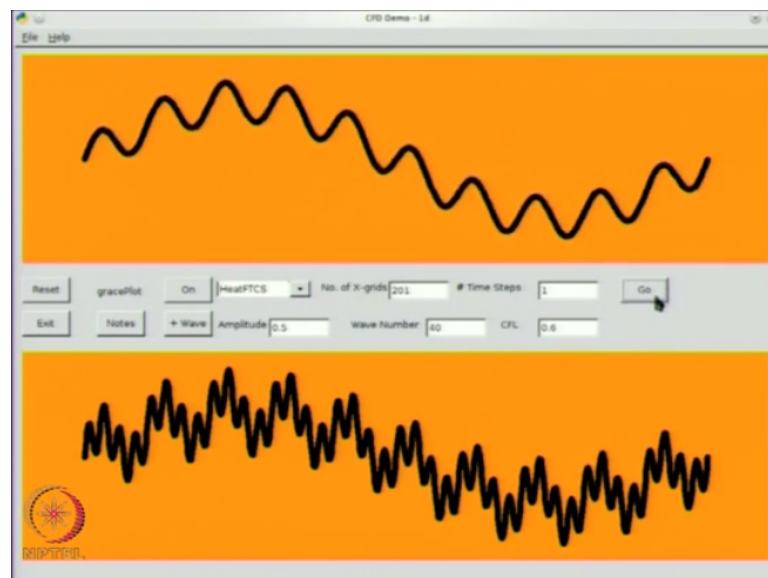 CFD Demo - 1d
File Help
Reset gracePlot On HeatFTCS No. of X-grids 201 # Time Steps 1 Go
Exit Notes + Wave Amplitude 0.5 Wave Number 40 CFL 0.6
NPTEL